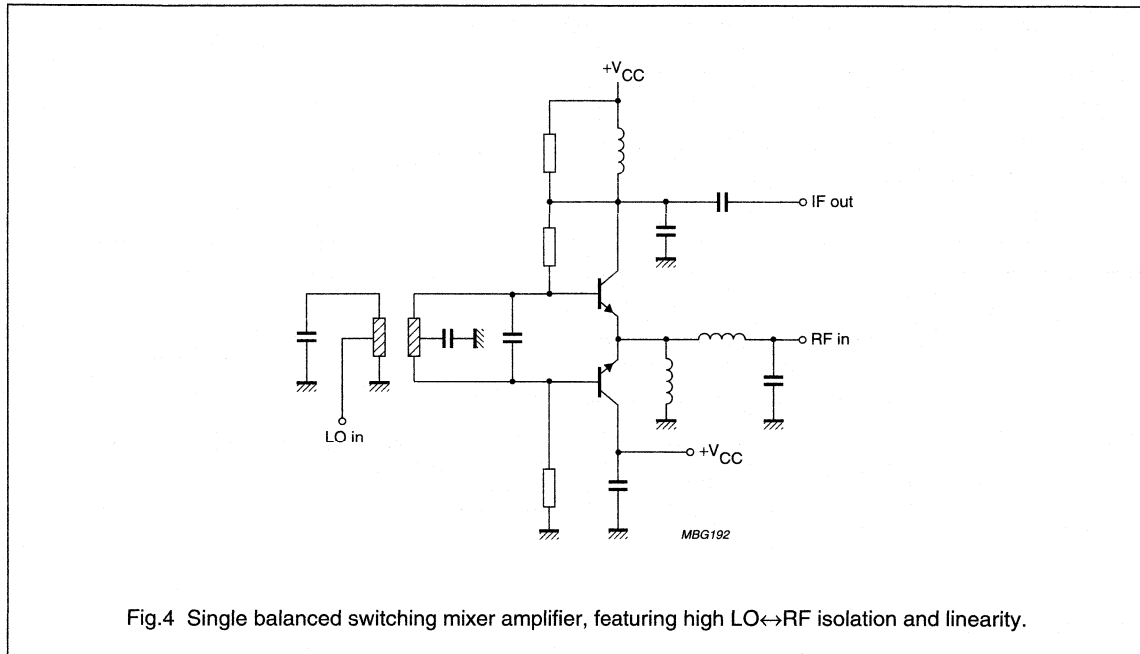 +VCC
IF out
RF in
LO in
+VCC
MBG192
Fig.4 Single balanced switching mixer amplifier, featuring high LO↔RF isolation and linearity.